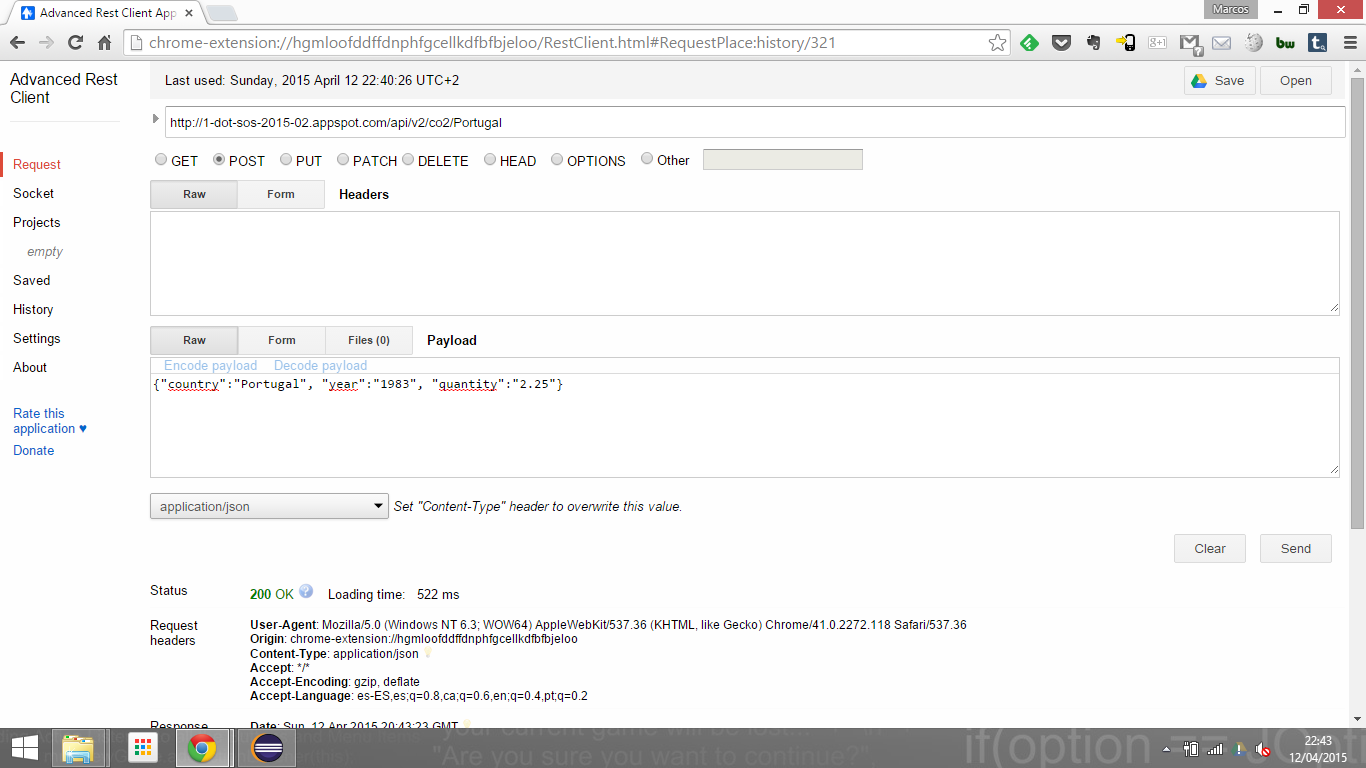 Advanced Rest Client App
Marcos
chrome-extension://hgmloofddffdnphfgcellkdfbfbjeloo/RestClient.html#RequestPlace:history/321
Advanced Rest
Client
Last used: Sunday, 2015 April 12 22:40:26 UTC+2
Save
Open
http://1-dot-sos-2015-02.appspot.com/api/v2/co2/Portugal
GET POST PUT PATCH DELETE HEAD OPTIONS Other
Request
Socket
Projects
empty
Saved
History
Settings
About
Rate this
application ♥
Donate
Raw Form Headers
Raw Form Files (0) Payload
Encode payload Decode payload
{"country":"Portugal", "year":"1983", "quantity":"2.25"}
application/json Set "Content-Type" header to overwrite this value.
Clear Send
Status 200 OK Loading time: 522 ms
Request
headers
User-Agent: Mozilla/5.0 (Windows NT 6.3; WOW64) AppleWebKit/537.36 (KHTML, like Gecko) Chrome/41.0.2272.118 Safari/537.36
Origin: chrome-extension://hgmloofddffdnphfgcellkdfbfbjeloo
Content-Type: application/json
Accept: */*
Accept-Encoding: gzip, deflate
Accept-Language: es-ES,es;q=0.8,ca;q=0.6,en;q=0.4,pt;q=0.2
Response Date: Sun, 12 Apr 2015 20:43:23 GMT
"Are you sure you want to continue?"
if(option ==
22:43
12/04/2015